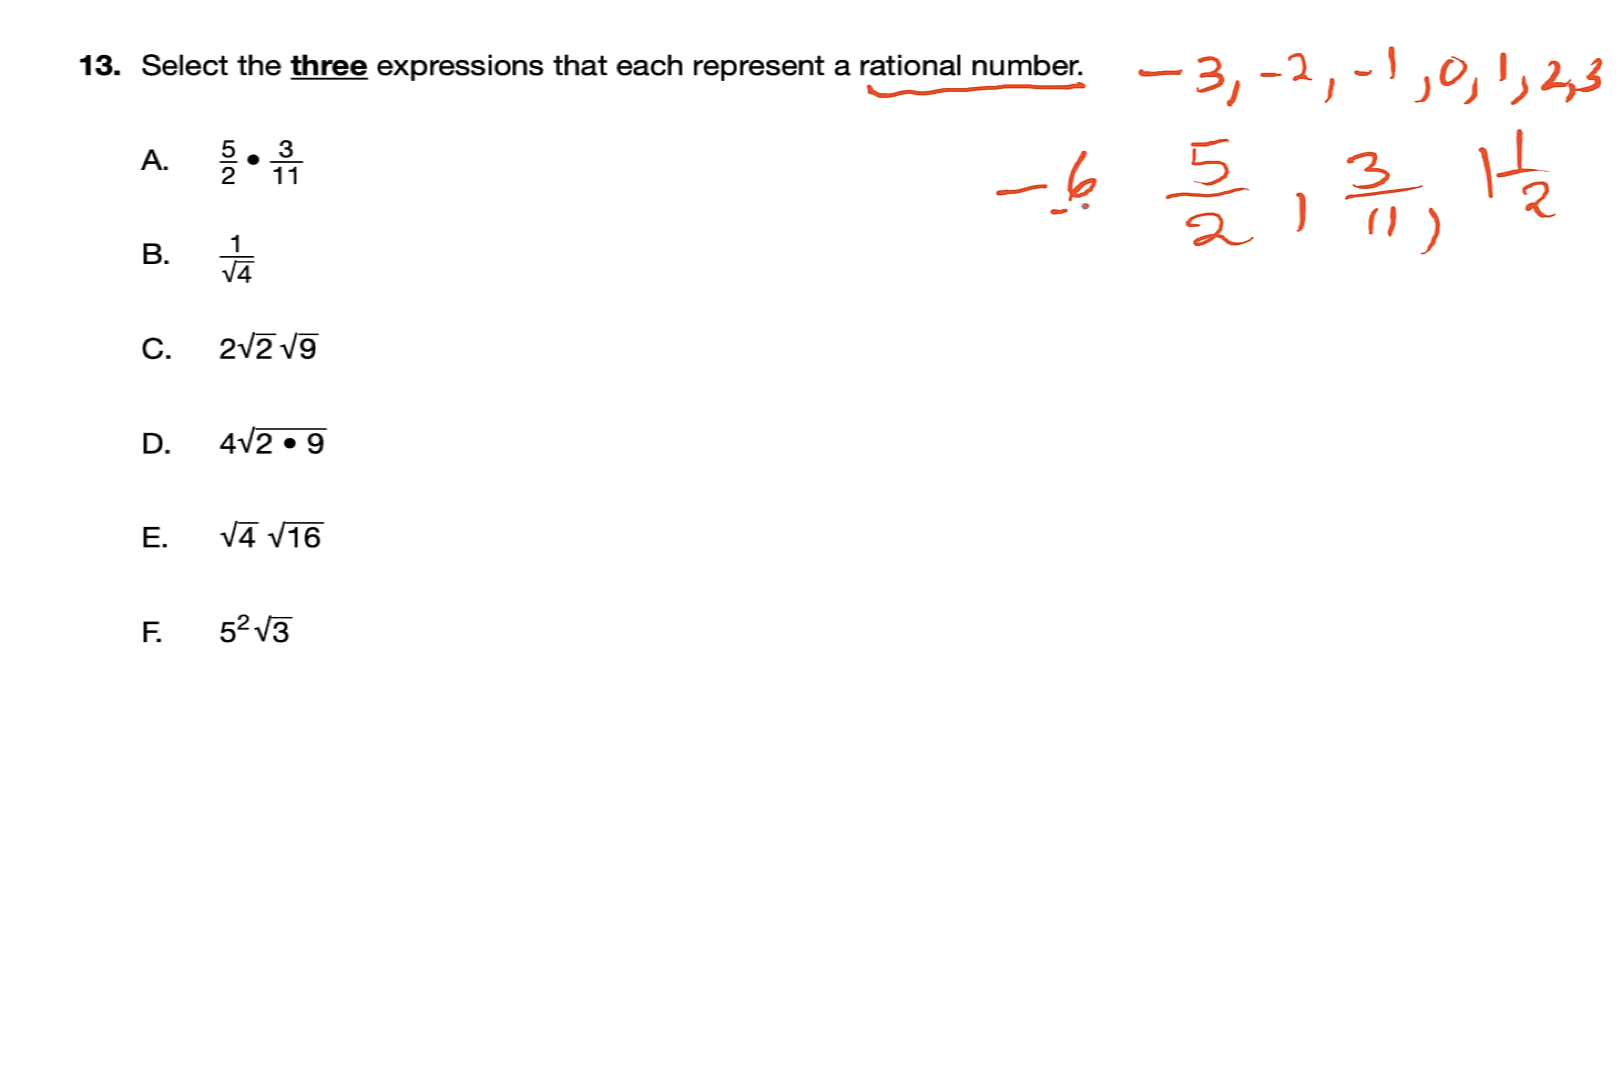 13. Select the three expressions that each represent a rational number. -3, -2, -1, 0, 1, 2, 3
-6 5/2, 3/11, 1 1/2
A. 5/2 • 3/11
B. 1/√4
C. 2√2 √9
D. 4√(2 • 9)
E. √4 √16
F. 5²√3